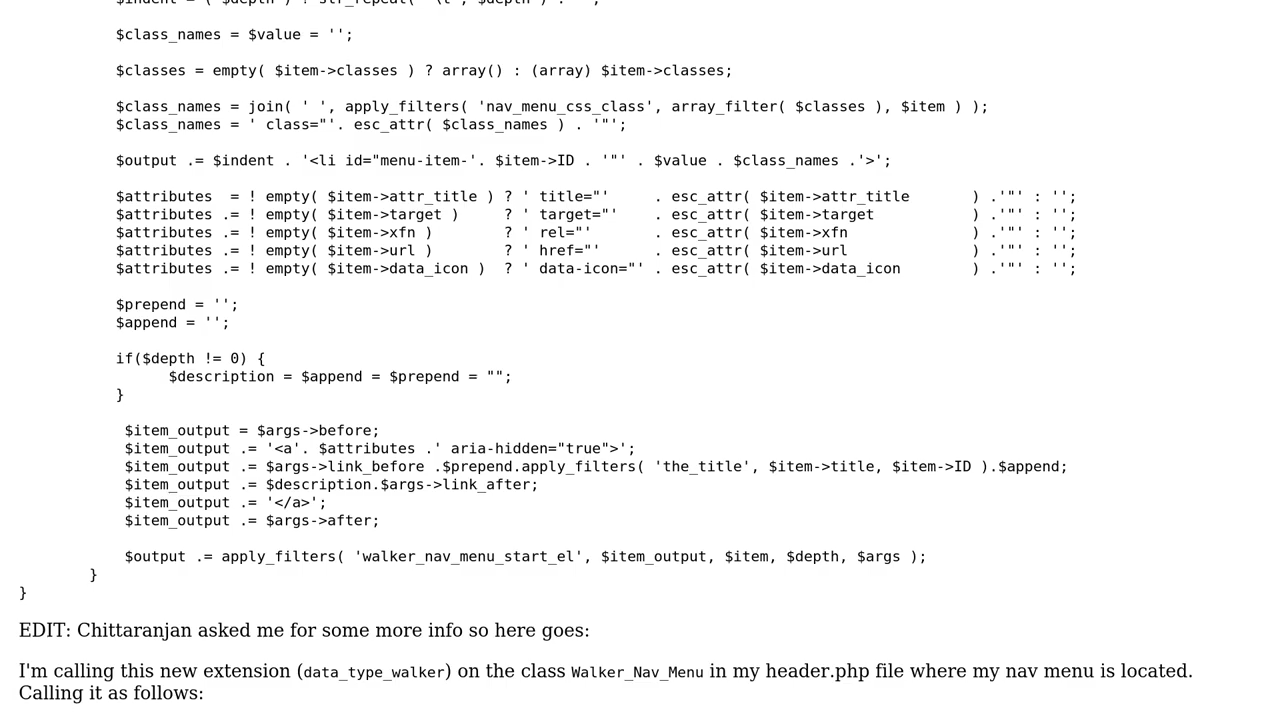 $indent = ( $depth ) ? str_repeat( "\t", $depth ) : '';
$class_names = $value = '';
$classes = empty( $item->classes ) ? array() : (array) $item->classes;
$class_names = join( ' ', apply_filters( 'nav_menu_css_class', array_filter( $classes ), $item ) );
$class_names = ' class="'. esc_attr( $class_names ) . '"';
$output .= $indent . '<li id="menu-item-'. $item->ID . '"' . $value . $class_names .'>';
$attributes  = ! empty( $item->attr_title ) ? ' title="'     . esc_attr( $item->attr_title       ) .'"' : '';
$attributes .= ! empty( $item->target )     ? ' target="'    . esc_attr( $item->target           ) .'"' : '';
$attributes .= ! empty( $item->xfn )        ? ' rel="'       . esc_attr( $item->xfn              ) .'"' : '';
$attributes .= ! empty( $item->url )        ? ' href="'      . esc_attr( $item->url              ) .'"' : '';
$attributes .= ! empty( $item->data_icon )  ? ' data-icon="' . esc_attr( $item->data_icon        ) .'"' : '';
$prepend = '';
$append = '';
if($depth != 0) {
$description = $append = $prepend = "";
}
$item_output = $args->before;
$item_output .= '<a'. $attributes .' aria-hidden="true">';
$item_output .= $args->link_before .$prepend.apply_filters( 'the_title', $item->title, $item->ID ).$append;
$item_output .= $description.$args->link_after;
$item_output .= '</a>';
$item_output .= $args->after;
$output .= apply_filters( 'walker_nav_menu_start_el', $item_output, $item, $depth, $args );
}
}
EDIT: Chittaranjan asked me for some more info so here goes:
I'm calling this new extension (data_type_walker) on the class Walker_Nav_Menu in my header.php file where my nav menu is located.
Calling it as follows: